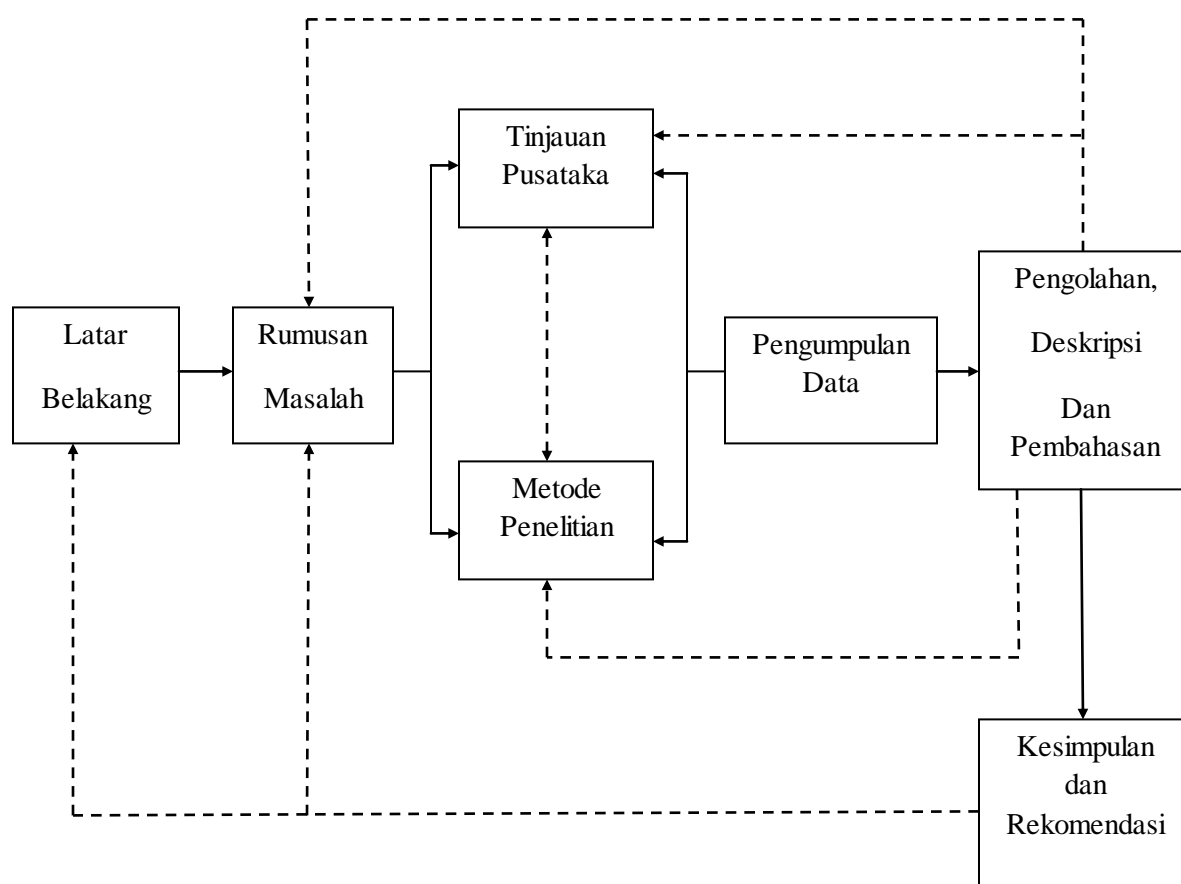 Latar
Belakang
Rumusan
Masalah
Tinjauan
Pusataka
Metode
Penelitian
Pengumpulan
Data
Pengolahan,
Deskripsi
Dan
Pembahasan
Kesimpulan
dan
Rekomendasi